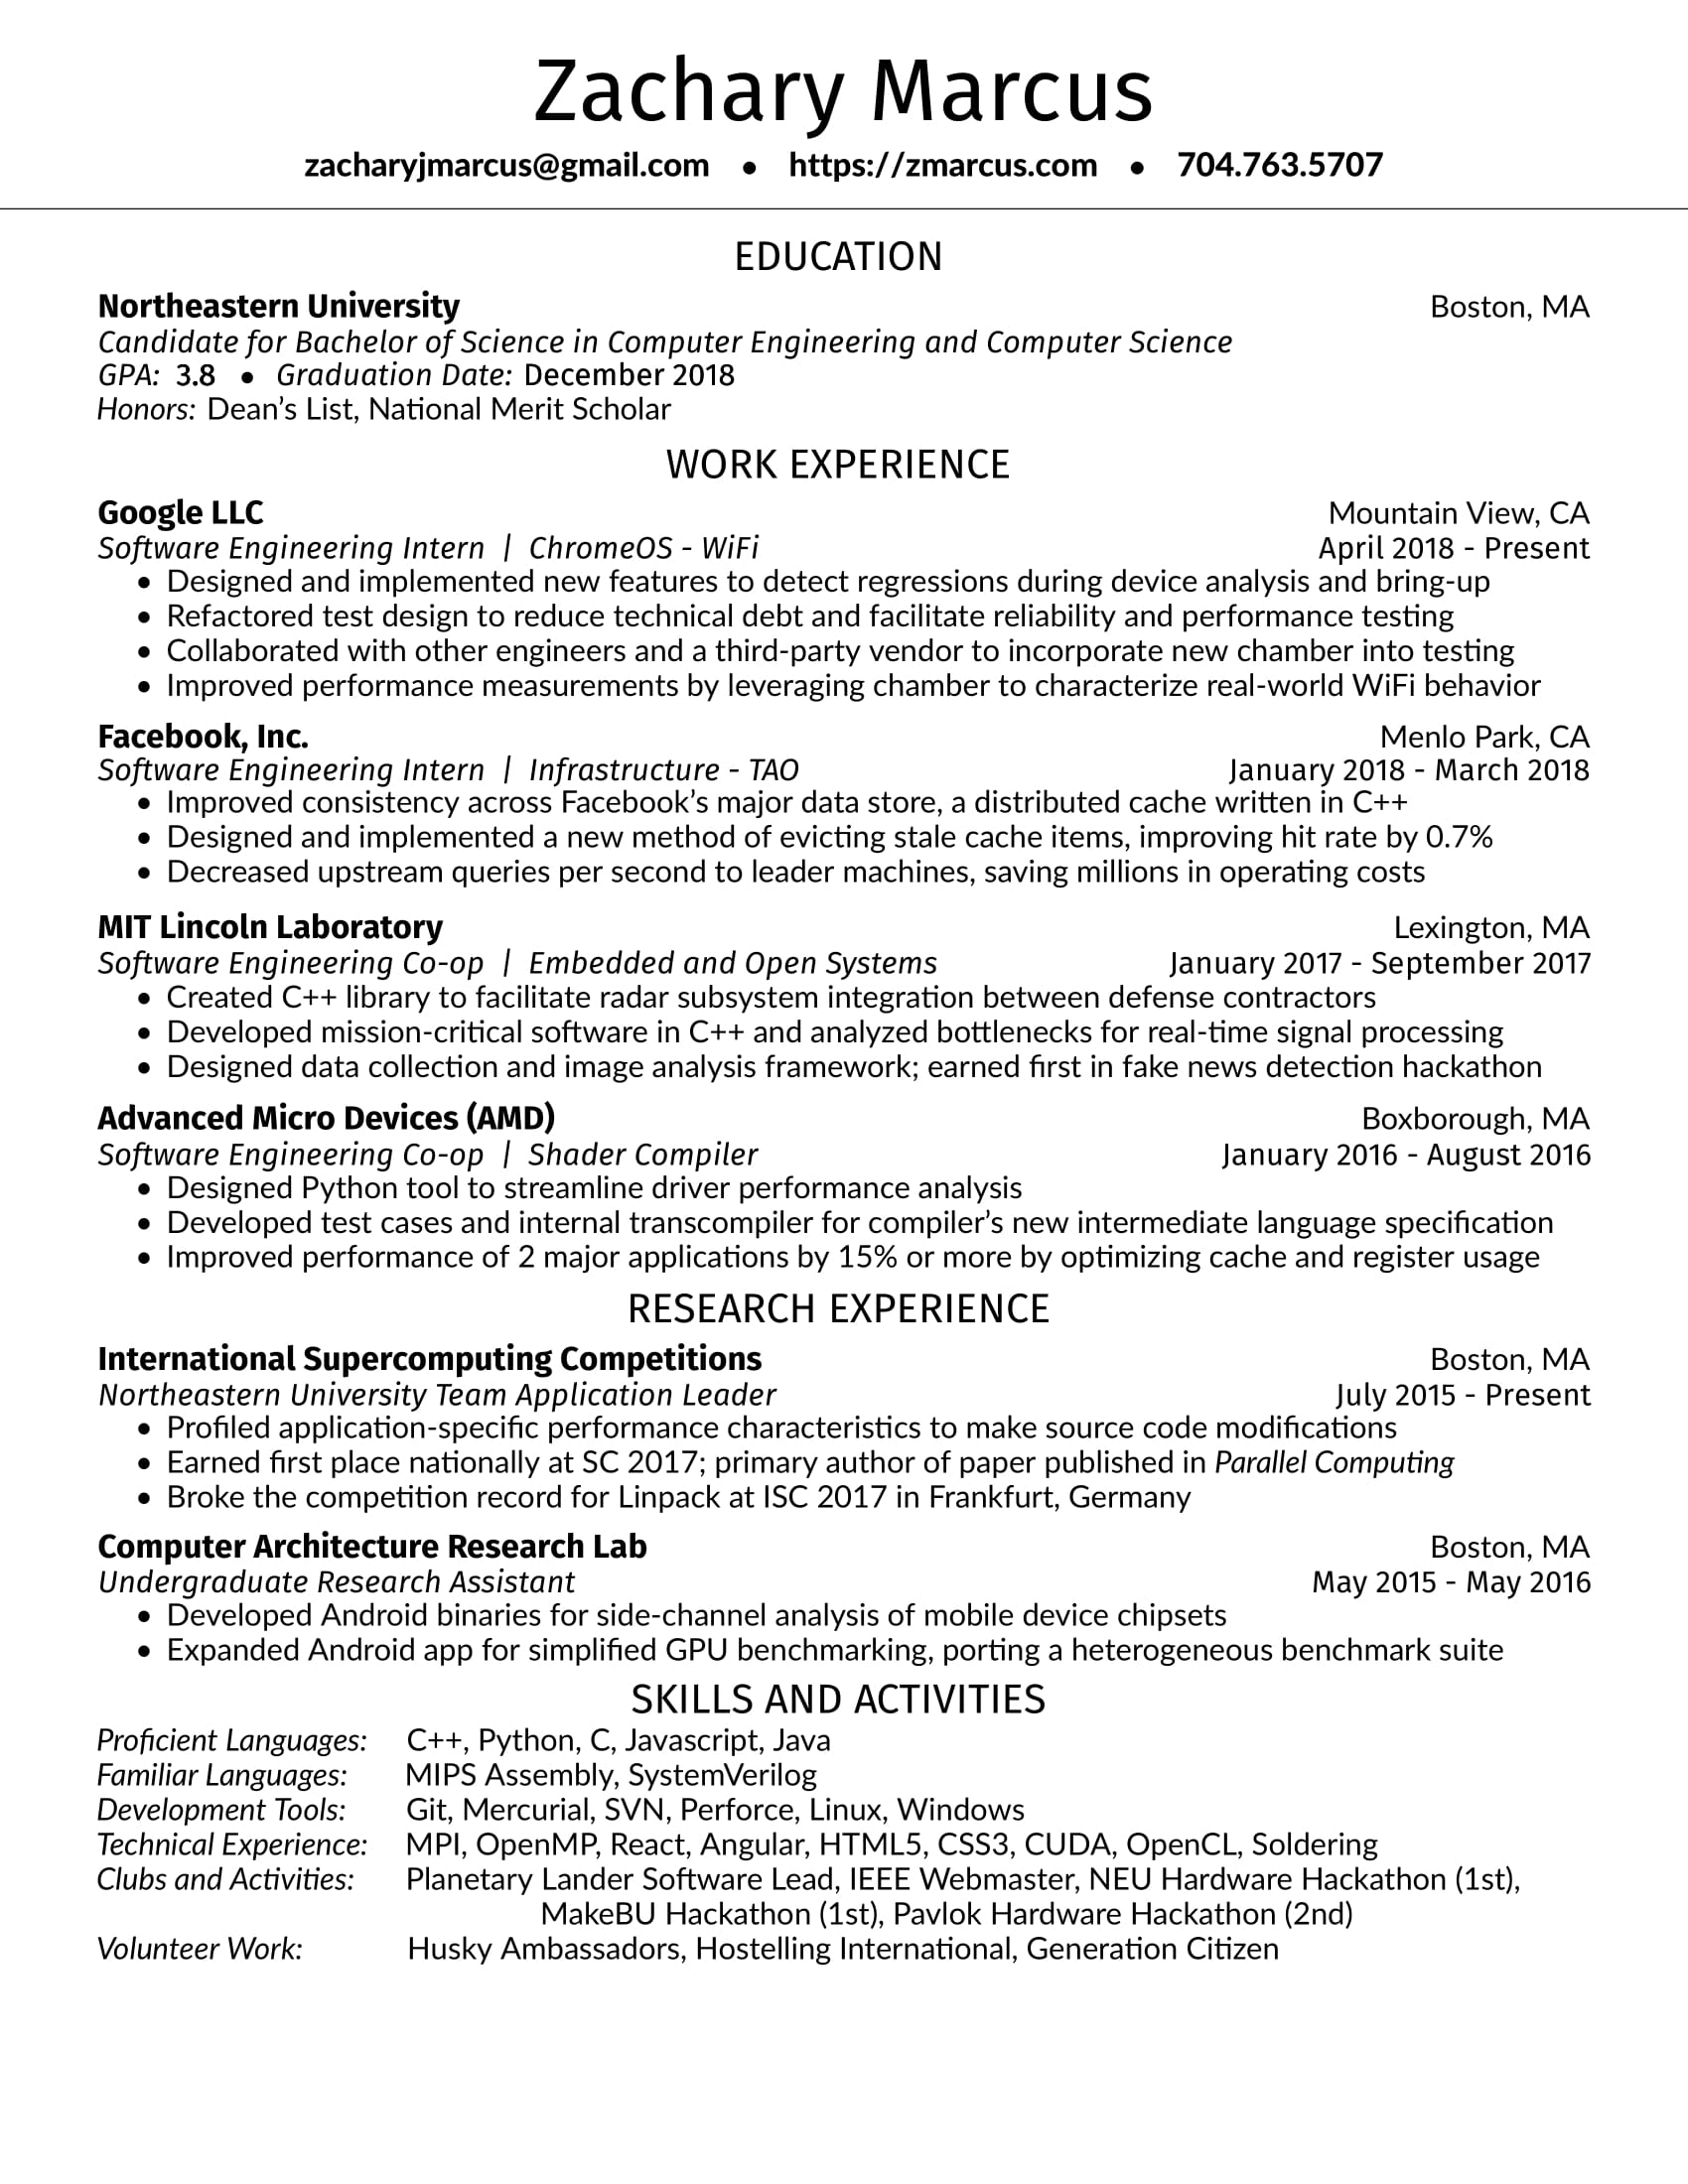 Zachary Marcus
zacharyjmarcus@gmail.com • https://zmarcus.com • 704.763.5707
EDUCATION
Northeastern University Boston, MA
Candidate for Bachelor of Science in Computer Engineering and Computer Science
GPA: 3.8 • Graduation Date: December 2018
Honors: Dean’s List, National Merit Scholar
WORK EXPERIENCE
Google LLC Mountain View, CA
Software Engineering Intern | ChromeOS - WiFi April 2018 - Present
• Designed and implemented new features to detect regressions during device analysis and bring-up
• Refactored test design to reduce technical debt and facilitate reliability and performance testing
• Collaborated with other engineers and a third-party vendor to incorporate new chamber into testing
• Improved performance measurements by leveraging chamber to characterize real-world WiFi behavior
Facebook, Inc. Menlo Park, CA
Software Engineering Intern | Infrastructure - TAO January 2018 - March 2018
• Improved consistency across Facebook’s major data store, a distributed cache written in C++
• Designed and implemented a new method of evicting stale cache items, improving hit rate by 0.7%
• Decreased upstream queries per second to leader machines, saving millions in operating costs
MIT Lincoln Laboratory Lexington, MA
Software Engineering Co-op | Embedded and Open Systems January 2017 - September 2017
• Created C++ library to facilitate radar subsystem integration between defense contractors
• Developed mission-critical software in C++ and analyzed bottlenecks for real-time signal processing
• Designed data collection and image analysis framework; earned first in fake news detection hackathon
Advanced Micro Devices (AMD) Boxborough, MA
Software Engineering Co-op | Shader Compiler January 2016 - August 2016
• Designed Python tool to streamline driver performance analysis
• Developed test cases and internal transcompiler for compiler’s new intermediate language specification
• Improved performance of 2 major applications by 15% or more by optimizing cache and register usage
RESEARCH EXPERIENCE
International Supercomputing Competitions Boston, MA
Northeastern University Team Application Leader July 2015 - Present
• Profiled application-specific performance characteristics to make source code modifications
• Earned first place nationally at SC 2017; primary author of paper published in Parallel Computing
• Broke the competition record for Linpack at ISC 2017 in Frankfurt, Germany
Computer Architecture Research Lab Boston, MA
Undergraduate Research Assistant May 2015 - May 2016
• Developed Android binaries for side-channel analysis of mobile device chipsets
• Expanded Android app for simplified GPU benchmarking, porting a heterogeneous benchmark suite
SKILLS AND ACTIVITIES
Proficient Languages: C++, Python, C, Javascript, Java
Familiar Languages: MIPS Assembly, SystemVerilog
Development Tools: Git, Mercurial, SVN, Perforce, Linux, Windows
Technical Experience: MPI, OpenMP, React, Angular, HTML5, CSS3, CUDA, OpenCL, Soldering
Clubs and Activities: Planetary Lander Software Lead, IEEE Webmaster, NEU Hardware Hackathon (1st),
MakeBU Hackathon (1st), Pavlok Hardware Hackathon (2nd)
Volunteer Work: Husky Ambassadors, Hostelling International, Generation Citizen